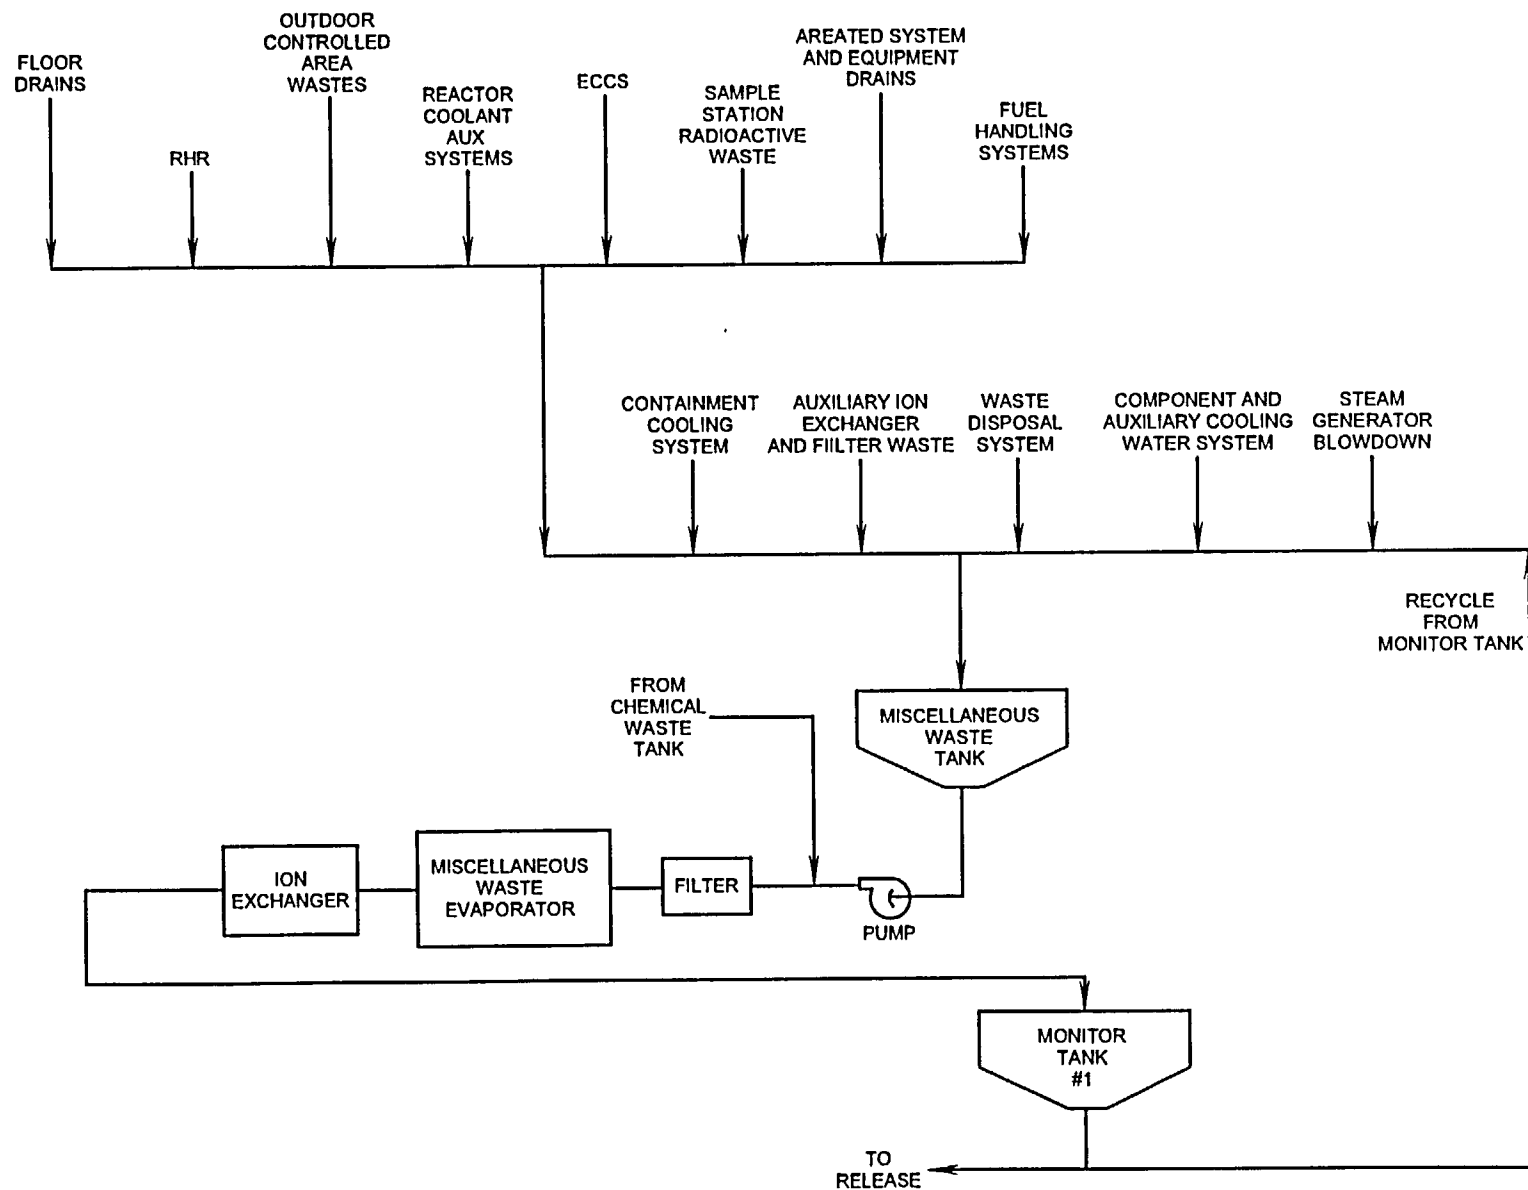 FLOOR
DRAINS
RHR
OUTDOOR
CONTROLLED
AREA
WASTES
REACTOR
COOLANT
AUX
SYSTEMS
ECCS
SAMPLE
STATION
RADIOACTIVE
WASTE
AREATED SYSTEM
AND EQUIPMENT
DRAINS
FUEL
HANDLING
SYSTEMS
CONTAINMENT
COOLING
SYSTEM
AUXILIARY ION
EXCHANGER
AND FIILTER WASTE
WASTE
DISPOSAL
SYSTEM
COMPONENT AND
AUXILIARY COOLING
WATER SYSTEM
STEAM
GENERATOR
BLOWDOWN
RECYCLE
FROM
MONITOR TANK
FROM
CHEMICAL
WASTE
TANK
MISCELLANEOUS
WASTE
TANK
ION
EXCHANGER
MISCELLANEOUS
WASTE
EVAPORATOR
FILTER
PUMP
MONITOR
TANK
#1
TO
RELEASE